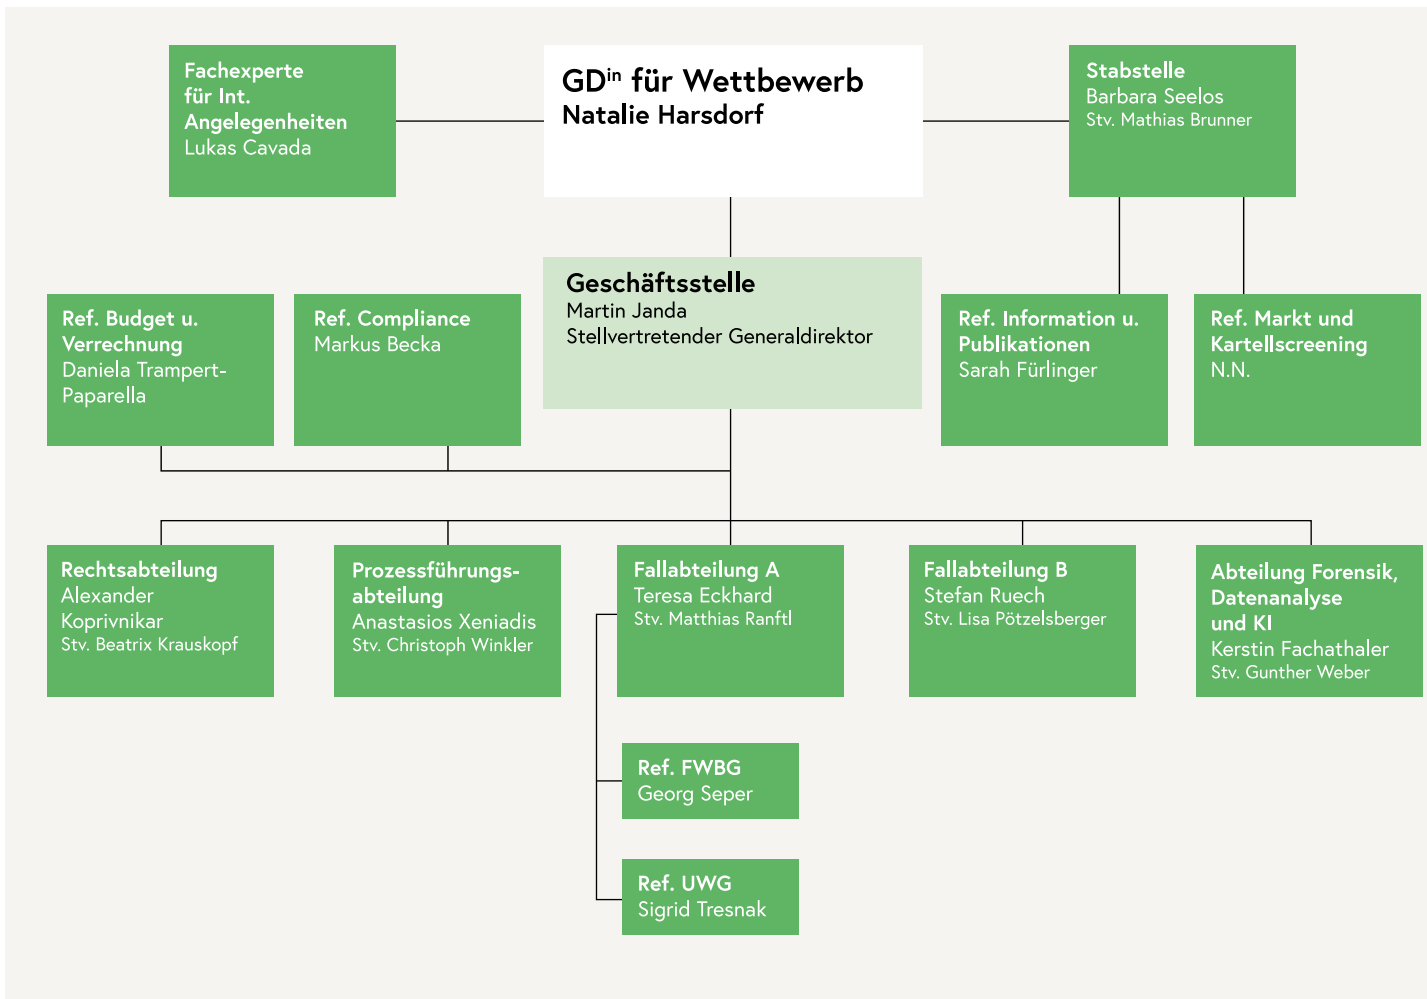 Fachexperte
für Int.
Angelegenheiten
Lukas Cavada
GDⁱⁿ für Wettbewerb
Natalie Harsdorf
Stabstelle
Barbara Seelos
Stv. Mathias Brunner
Ref. Budget u.
Verrechnung
Daniela Trampert-
Paparella
Ref. Compliance
Markus Becka
Geschäftsstelle
Martin Janda
Stellvertretender Generaldirektor
Ref. Information u.
Publikationen
Sarah Fürlinger
Ref. Markt und
Kartellscreening
N.N.
Rechtsabteilung
Alexander
Koprivnikar
Stv. Beatrix Krauskopf
Prozessführungs-
abteilung
Anastasios Xeniadis
Stv. Christoph Winkler
Fallabteilung A
Teresa Eckhard
Stv. Matthias Ranftl
Fallabteilung B
Stefan Ruech
Stv. Lisa Pötzelsberger
Abteilung Forensik,
Datenanalyse
und KI
Kerstin Fachathaler
Stv. Gunther Weber
Ref. FWBG
Georg Seper
Ref. UWG
Sigrid Tresnak